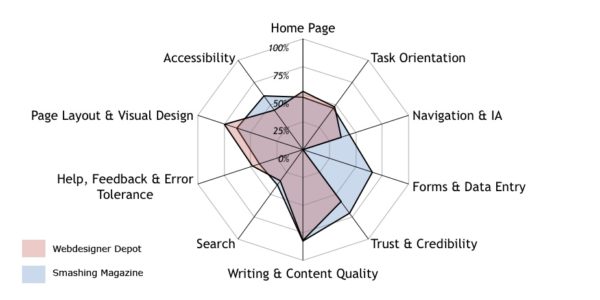 Home Page
100%
Accessibility
Task Orientation
75%
50%
Page Layout & Visual Design
Navigation & IA
25%
0%
Help, Feedback & Error
Tolerance
Forms & Data Entry
Search
Trust & Credibility
Writing & Content Quality
Webdesigner Depot
Smashing Magazine